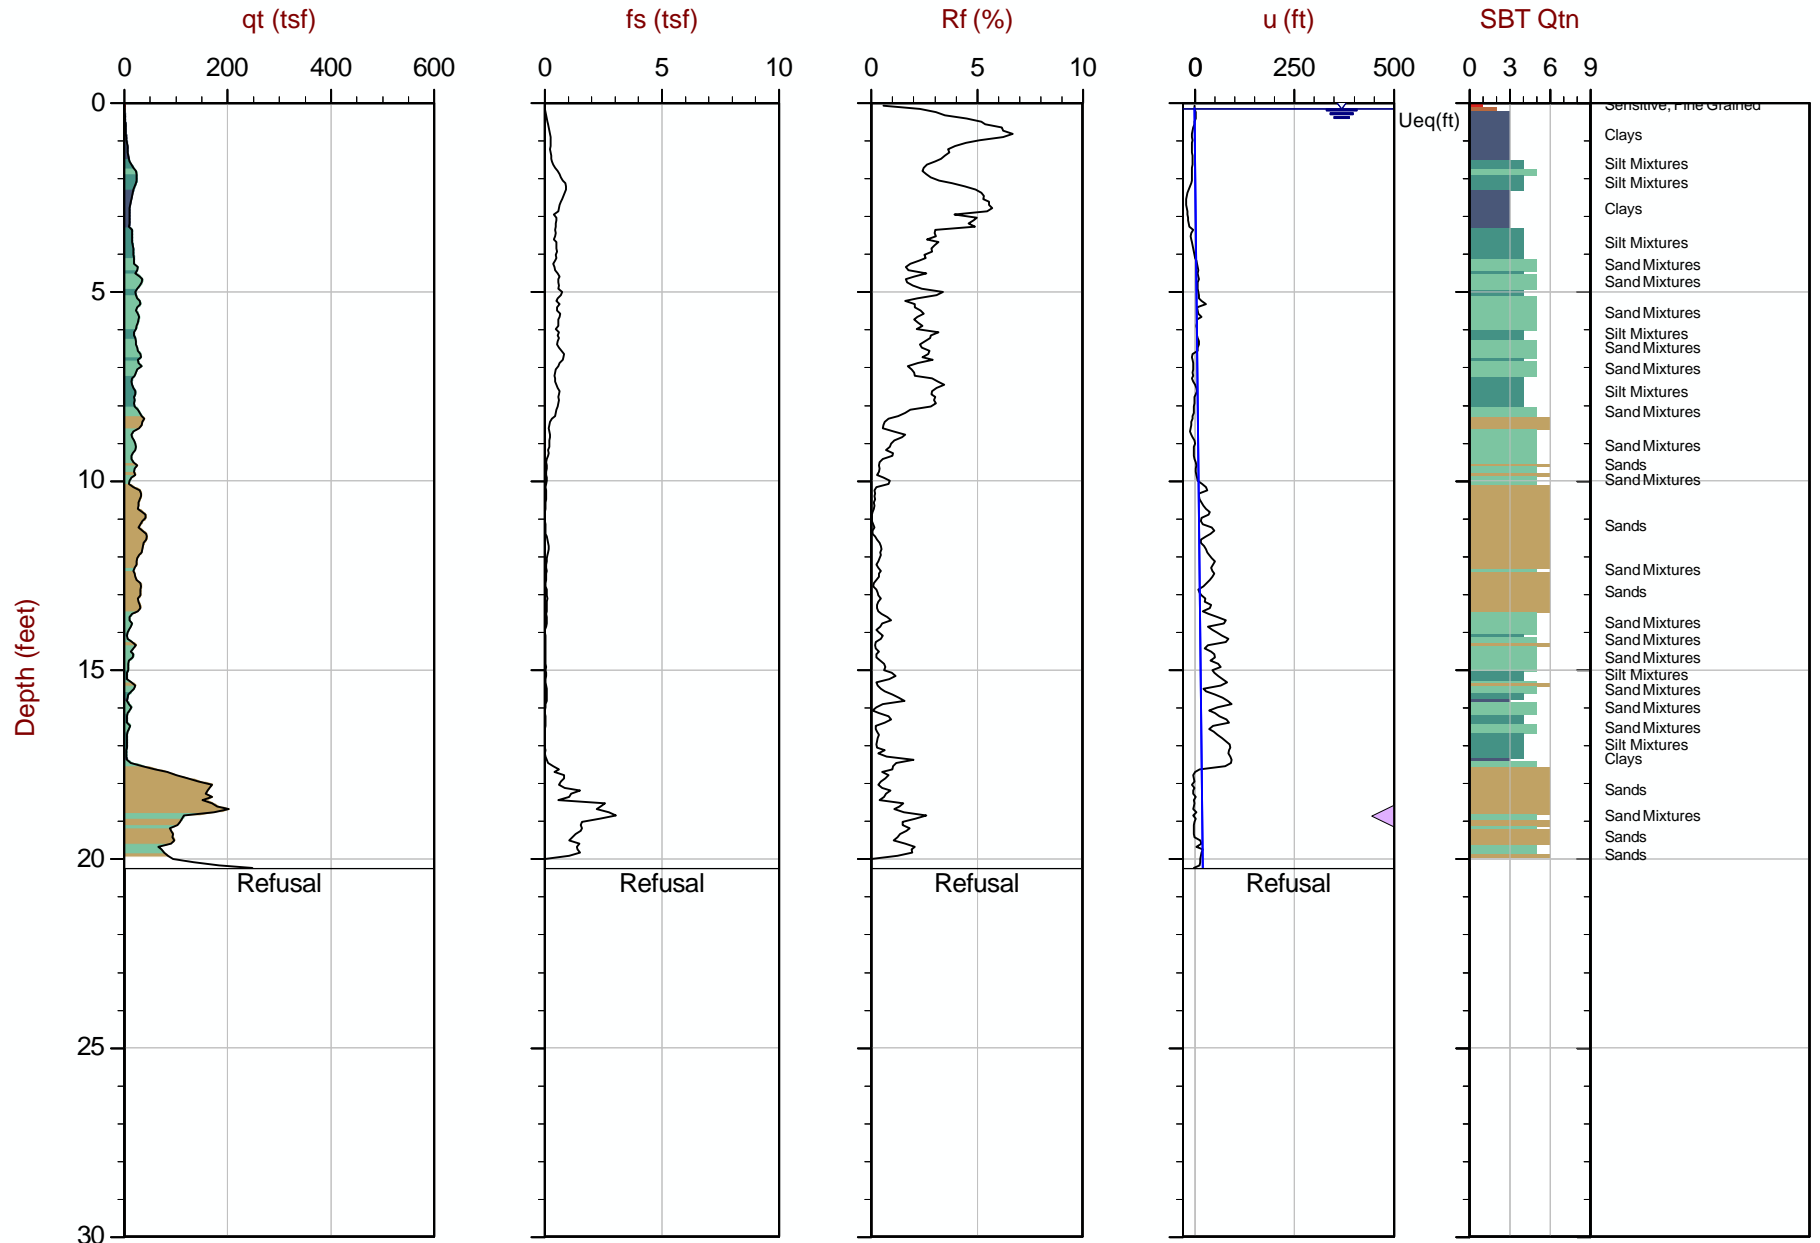 qt (tsf) fs (tsf) Rf (%) u (ft) SBT Qtn
0 200 400 600 0 5 10 0 5 10 0 250 500 0 3 6 9
0
Sensitive, Fine Grained
Ueq(ft)
Clays
Silt Mixtures
Silt Mixtures
Clays
Silt Mixtures
Sand Mixtures
Sand Mixtures
5
Sand Mixtures
Silt Mixtures
Sand Mixtures
Sand Mixtures
Silt Mixtures
Sand Mixtures
Sand Mixtures
Sands
10
Sand Mixtures
Sands
Sand Mixtures
Sands
Sand Mixtures
Sand Mixtures
Sand Mixtures
Depth (feet)
15
Silt Mixtures
Sand Mixtures
Sand Mixtures
Sand Mixtures
Silt Mixtures
Clays
Sands
Sand Mixtures
Sands
Sands
20
Refusal Refusal Refusal Refusal
25
30